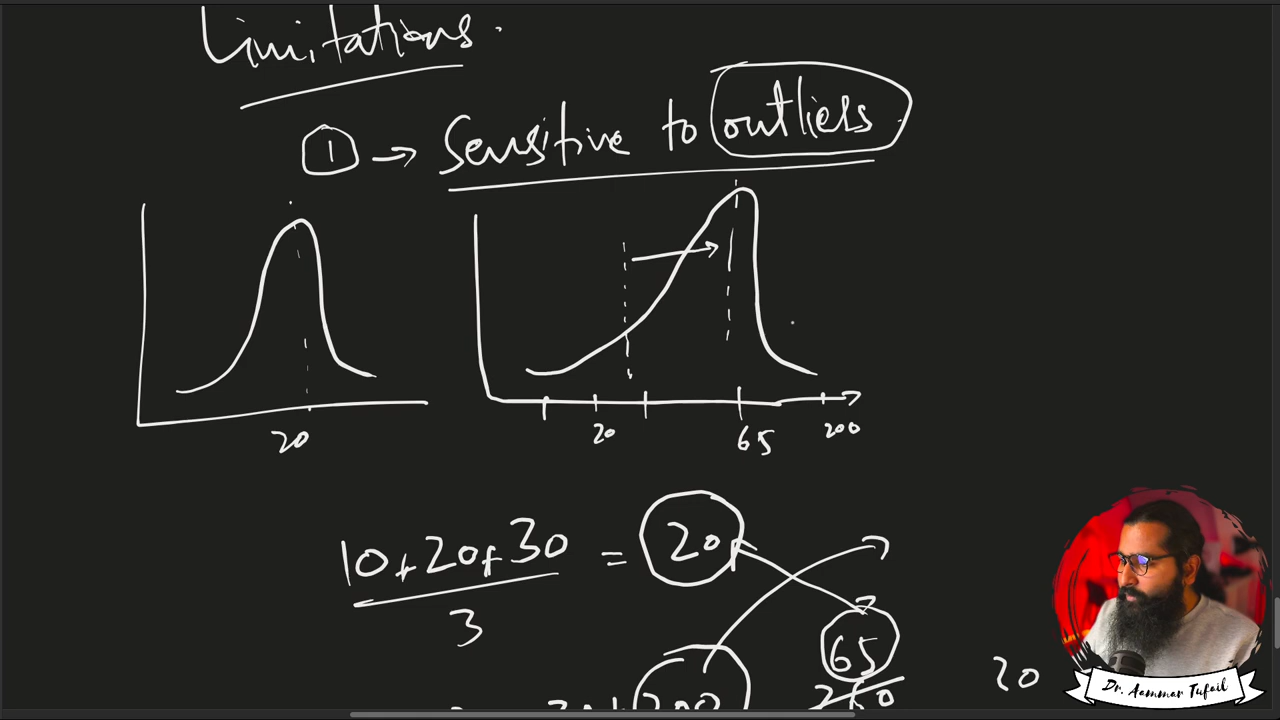 Limitations.
① → Sensitive to outliers.
20
20 65 200
10+20+30 = 20
3
65
20
260
Dr. Aammar Tufail